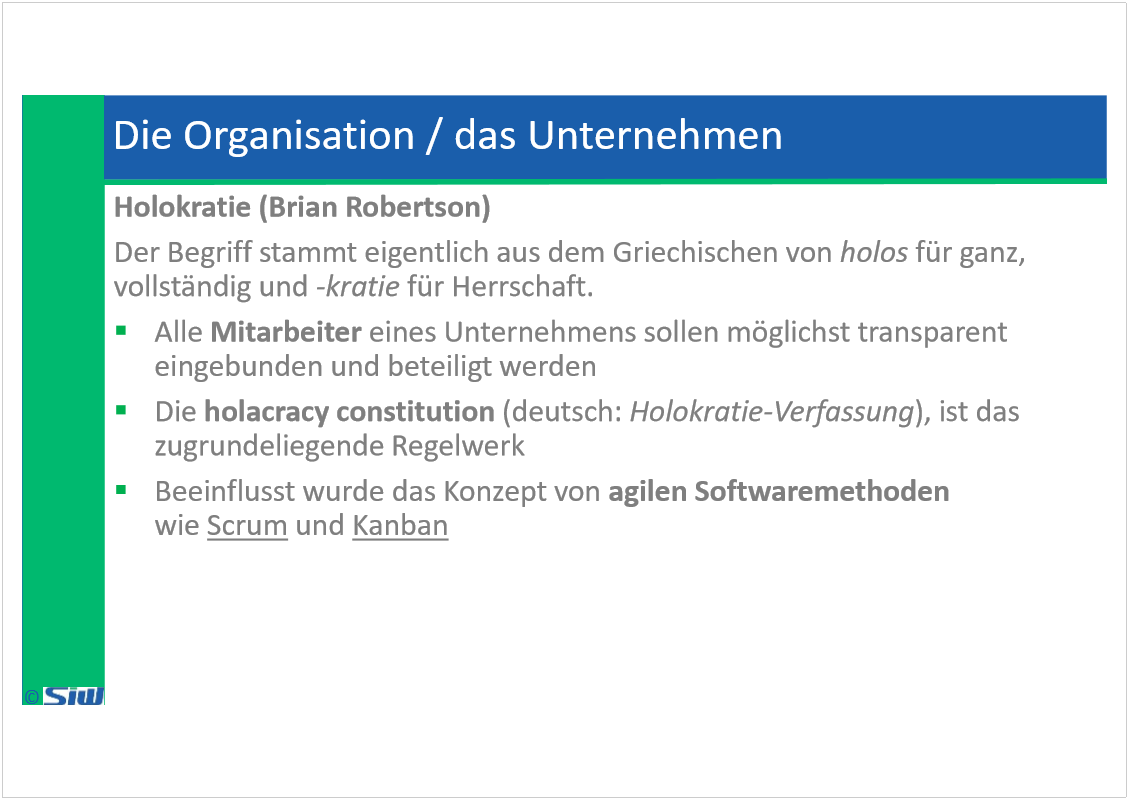 Die Organisation / das Unternehmen
Holokratie (Brian Robertson)
Der Begriff stammt eigentlich aus dem Griechischen von holos für ganz,
vollständig und -kratie für Herrschaft.
▪ Alle Mitarbeiter eines Unternehmens sollen möglichst transparent
eingebunden und beteiligt werden
▪ Die holacracy constitution (deutsch: Holokratie-Verfassung), ist das
zugrundeliegende Regelwerk
▪ Beeinflusst wurde das Konzept von agilen Softwaremethoden
wie Scrum und Kanban
© SiW